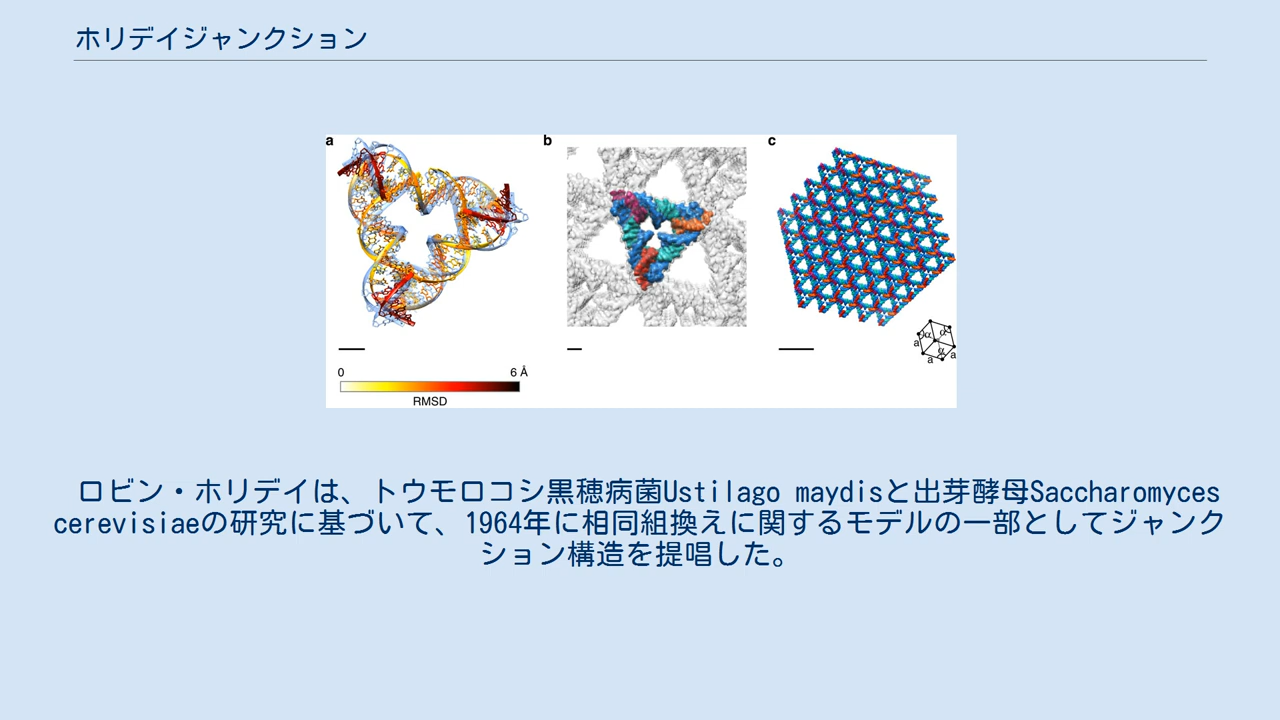 ホリデイジャンクション
a
b
c
0
6 Å
RMSD
α
α
α
a
a
a
ロビン・ホリデイは、トウモロコシ黒穂病菌Ustilago maydisと出芽酵母Saccharomyces
cerevisiaeの研究に基づいて、1964年に相同組換えに関するモデルの一部としてジャンク
ション構造を提唱した。